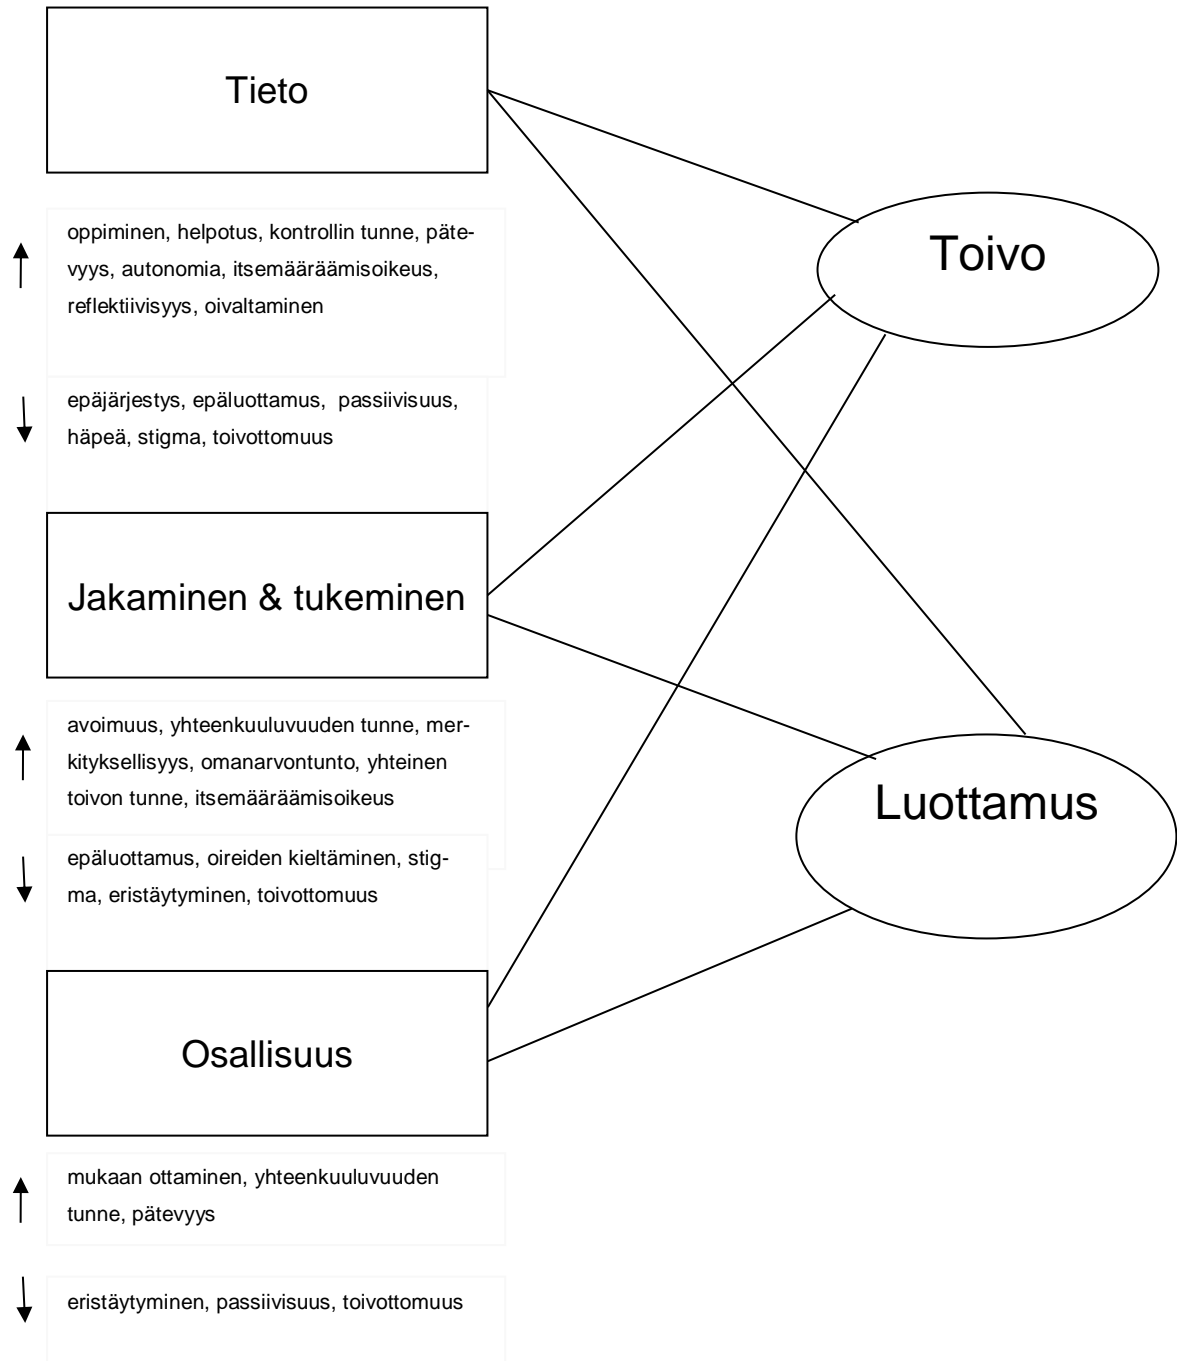 Tieto
oppiminen, helpotus, kontrollin tunne, päte-
vyys, autonomia, itsemääräämisoikeus,
reflektiivisyys, oivaltaminen
epäjärjestys, epäluottamus,  passiivisuus,
häpeä, stigma, toivottomuus
Jakaminen & tukeminen
avoimuus, yhteenkuuluvuuden tunne, mer-
kityksellisyys, omanarvontunto, yhteinen
toivon tunne, itsemääräämisoikeus
epäluottamus, oireiden kieltäminen, stig-
ma, eristäytyminen, toivottomuus
Osallisuus
mukaan ottaminen, yhteenkuuluvuuden
tunne, pätevyys
eristäytyminen, passiivisuus, toivottomuus
Toivo
Luottamus